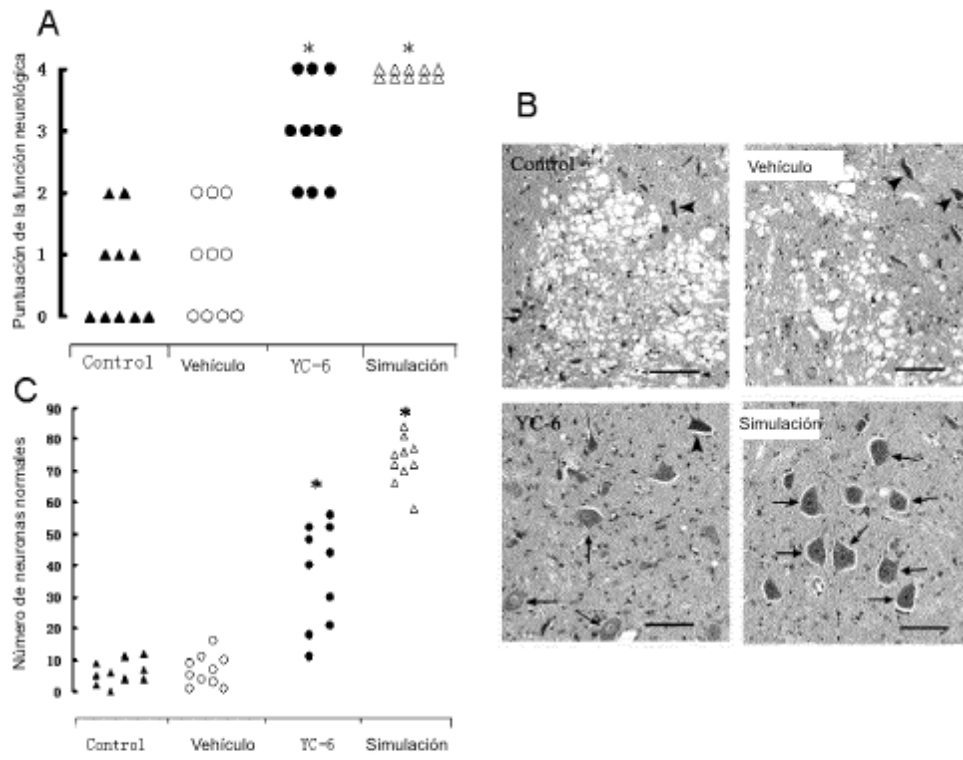 A
*
*
Puntuación de la función neurológica
4
3
2
1
0
Control
Vehículo
YC-6
Simulación
B
Control
Vehículo
YC-6
Simulación
C
*
*
Número de neuronas normales
90
80
70
60
50
40
30
20
10
0
Control
Vehículo
YC-6
Simulación